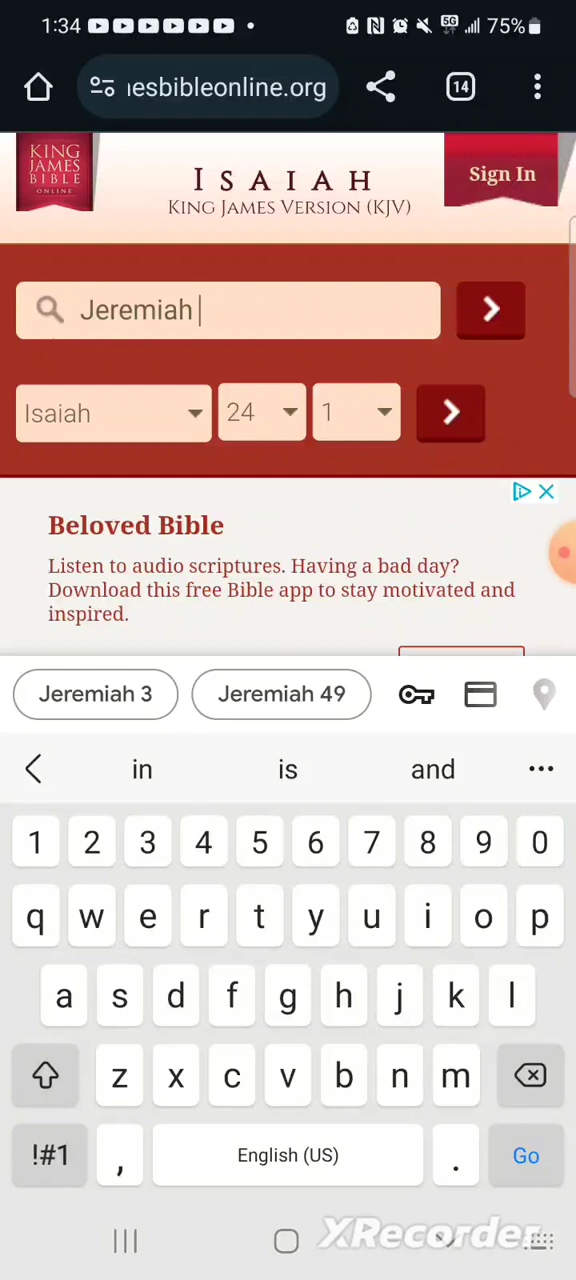 1:34 5G 75%
nesbibleonline.org 14
KING
JAMES
BIBLE
ONLINE
ISAIAH
KING JAMES VERSION (KJV)
Sign In
Jeremiah
Isaiah 24 1
Beloved Bible
Listen to audio scriptures. Having a bad day?
Download this free Bible app to stay motivated and
inspired.
Jeremiah 3 Jeremiah 49
in is and
1 2 3 4 5 6 7 8 9 0
q w e r t y u i o p
a s d f g h j k l
z x c v b n m
!#1 , English (US) . Go
XRecorder